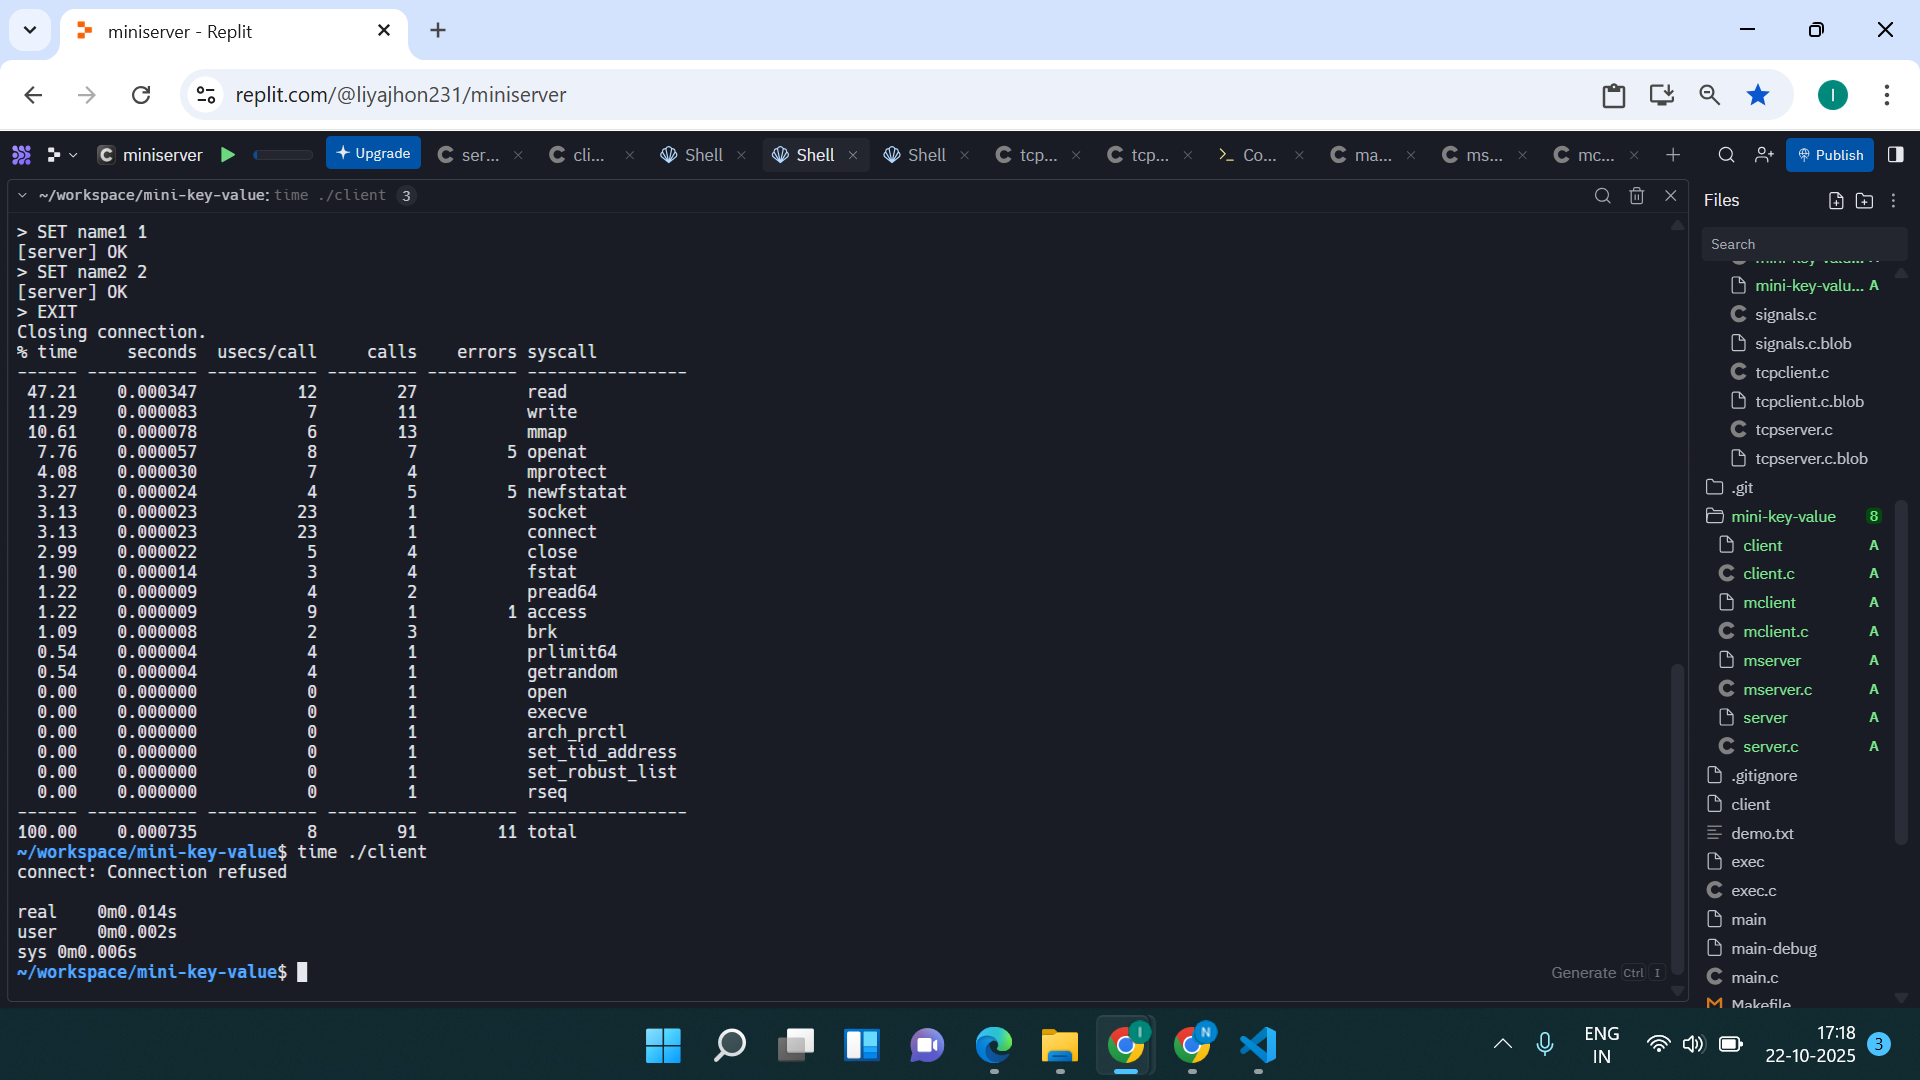 miniserver - Replit
replit.com/@liyajhon231/miniserver
I
miniserver
Upgrade
ser...
cli...
Shell
Shell
Shell
tcp...
tcp...
Co...
ma...
ms...
mc...
Publish
~/workspace/mini-key-value: time ./client 3
> SET name1 1
[server] OK
> SET name2 2
[server] OK
> EXIT
Closing connection.
% time seconds usecs/call calls errors syscall
------ ----------- ----------- --------- --------- ----------------
47.21 0.000347 12 27 read
11.29 0.000083 7 11 write
10.61 0.000078 6 13 mmap
7.76 0.000057 8 7 5 openat
4.08 0.000030 7 4 mprotect
3.27 0.000024 4 5 5 newfstatat
3.13 0.000023 23 1 socket
3.13 0.000023 23 1 connect
2.99 0.000022 5 4 close
1.90 0.000014 3 4 fstat
1.22 0.000009 4 2 pread64
1.22 0.000009 9 1 1 access
1.09 0.000008 2 3 brk
0.54 0.000004 4 1 prlimit64
0.54 0.000004 4 1 getrandom
0.00 0.000000 0 1 open
0.00 0.000000 0 1 execve
0.00 0.000000 0 1 arch_prctl
0.00 0.000000 0 1 set_tid_address
0.00 0.000000 0 1 set_robust_list
0.00 0.000000 0 1 rseq
------ ----------- ----------- --------- --------- ----------------
100.00 0.000735 8 91 11 total
~/workspace/mini-key-value$ time ./client
connect: Connection refused
real 0m0.014s
user 0m0.002s
sys 0m0.006s
~/workspace/mini-key-value$
Generate Ctrl I
Files
Search
mini-key-valu... A
signals.c
signals.c.blob
tcpclient.c
tcpclient.c.blob
tcpserver.c
tcpserver.c.blob
.git
mini-key-value 8
client A
client.c A
mclient A
mclient.c A
mserver A
mserver.c A
server A
server.c A
.gitignore
client
demo.txt
exec
exec.c
main
main-debug
main.c
Makefile
I
N
ENG
IN
17:18
22-10-2025
3